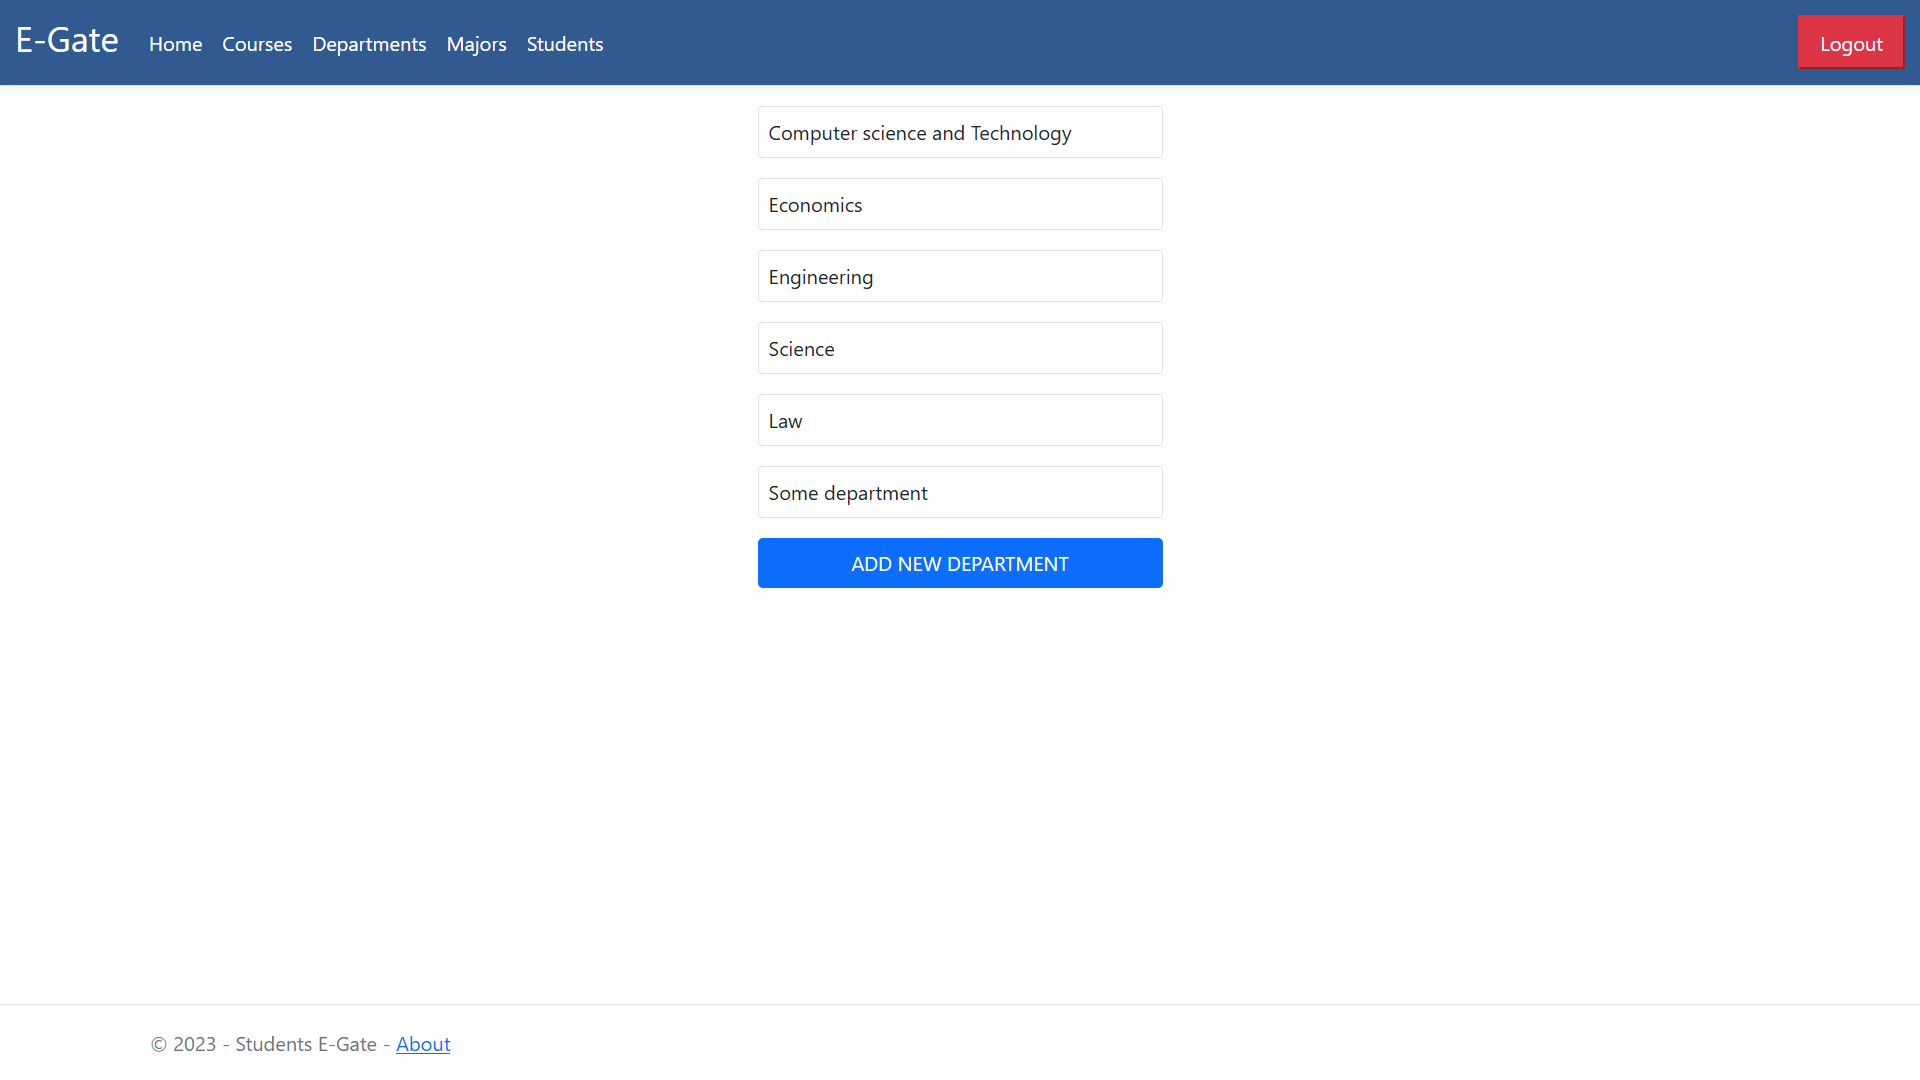 E-Gate Home Courses Departments Majors Students Logout
Computer science and Technology
Economics
Engineering
Science
Law
Some department
ADD NEW DEPARTMENT
© 2023 - Students E-Gate - About